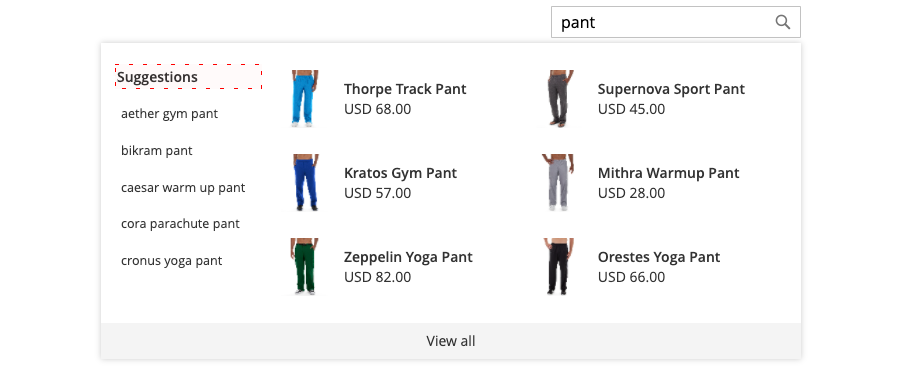 pant
Suggestions
aether gym pant
bikram pant
caesar warm up pant
cora parachute pant
cronus yoga pant
Thorpe Track Pant
USD 68.00
Supernova Sport Pant
USD 45.00
Kratos Gym Pant
USD 57.00
Mithra Warmup Pant
USD 28.00
Zeppelin Yoga Pant
USD 82.00
Orestes Yoga Pant
USD 66.00
View all